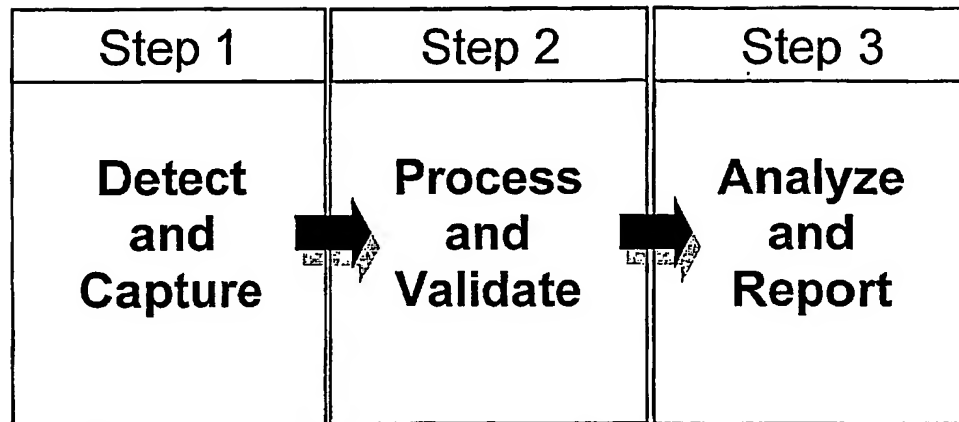 Step 1
Detect
and
Capture
Step 2
Process
and
Validate
Step 3
Analyze
and
Report